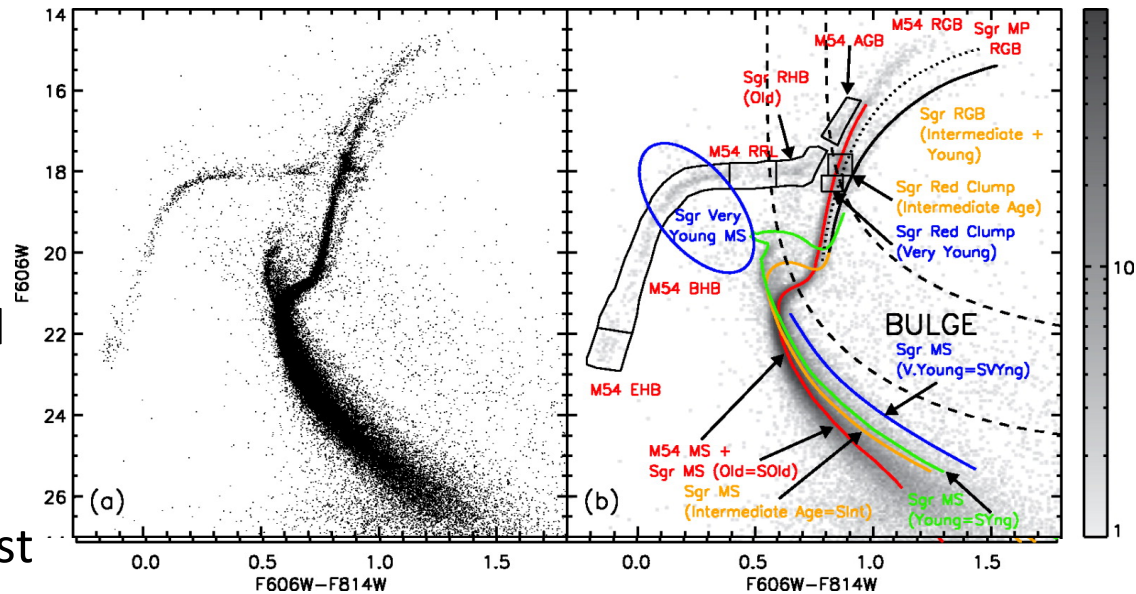 14
16
18
20
22
24
26
F606W
0.0
0.5
1.0
1.5
F606W−F814W
(a)
M54 RGB
Sgr MP
RGB
M54 AGB
Sgr RHB
(Old)
Sgr RGB
(Intermediate +
Young)
M54 RRL
Sgr Red Clump
(Intermediate Age)
Sgr Very
Young MS
Sgr Red Clump
(Very Young)
M54 BHB
BULGE
Sgr MS
(V.Young=SVYng)
M54 EHB
M54 MS +
Sgr MS (Old=SOld)
Sgr MS
(Intermediate Age=SInt)
Sgr MS
(Young=SYng)
(b)
0.0
0.5
1.0
1.5
F606W−F814W
10
1
st